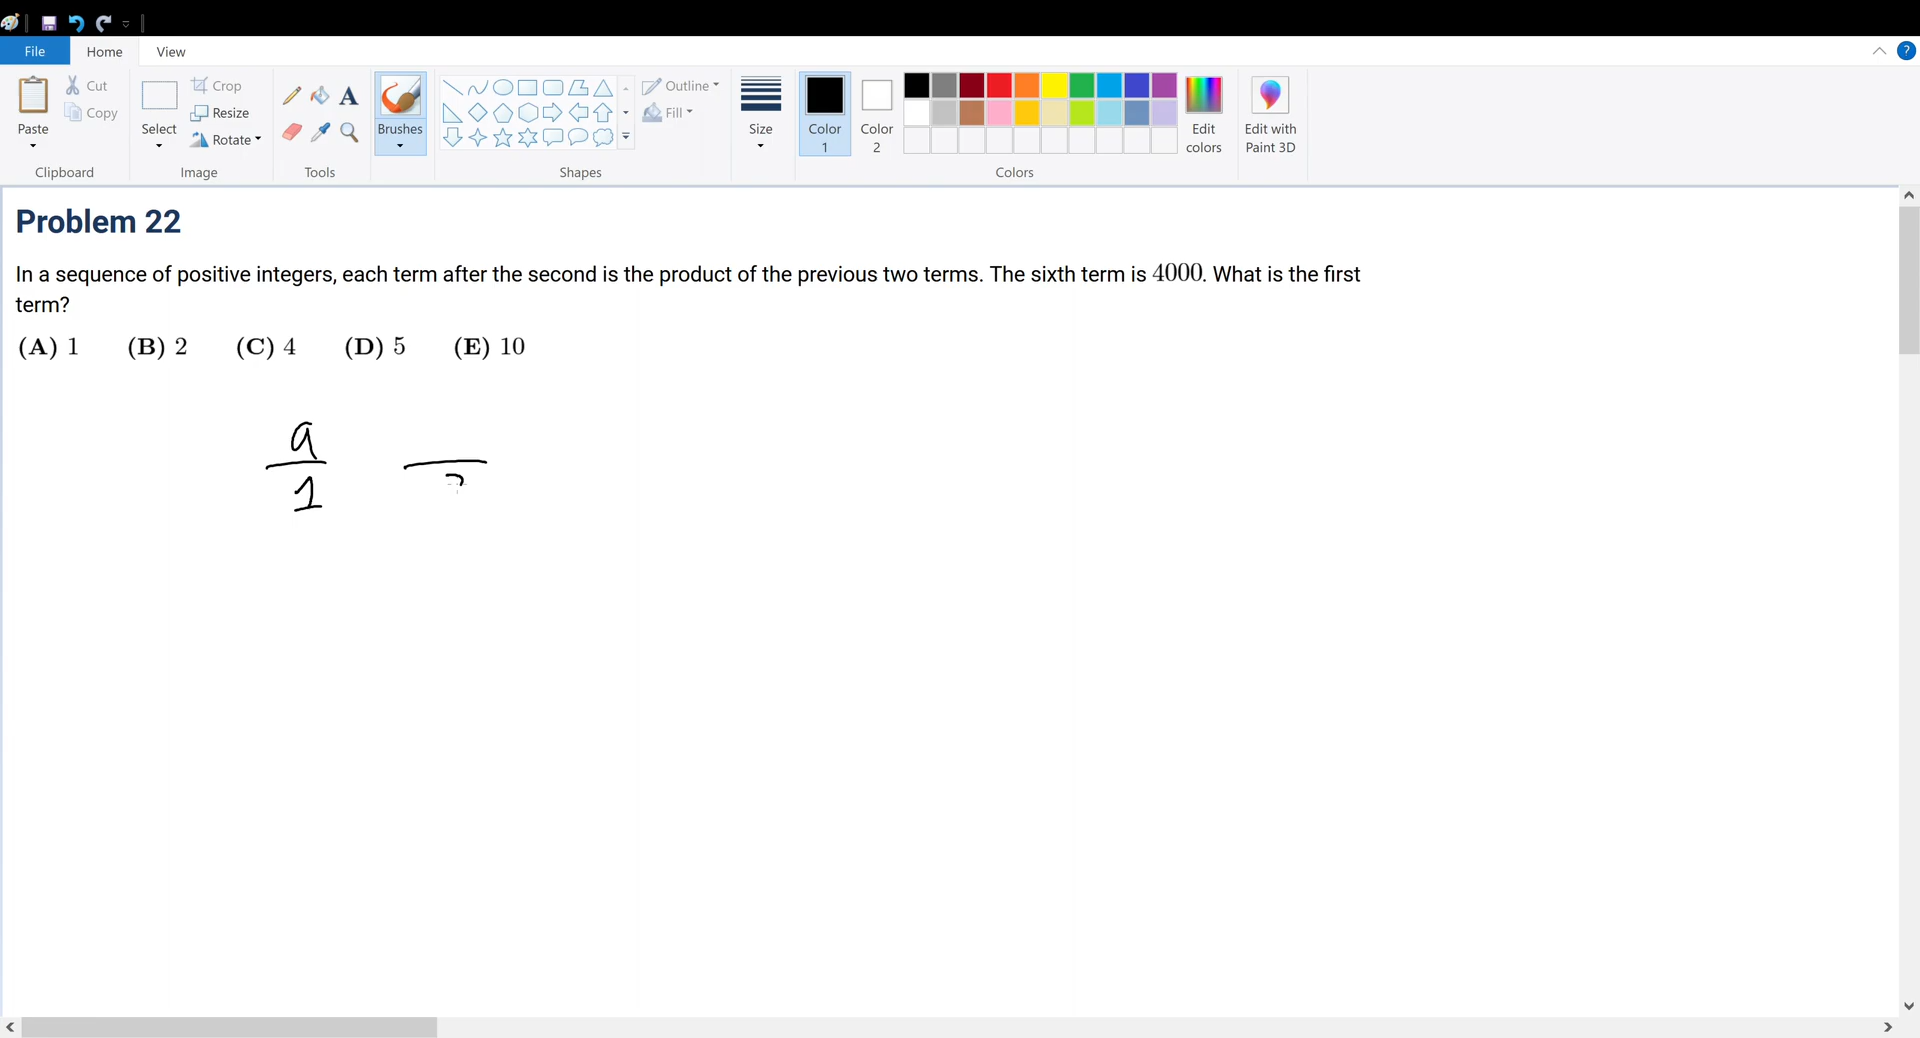 File Home View ?
Paste Cut Copy Select Crop Resize Rotate A Brushes Outline Fill Size Color 1 Color 2 Edit colors Edit with Paint 3D
Clipboard Image Tools Shapes Colors
Problem 22
In a sequence of positive integers, each term after the second is the product of the previous two terms. The sixth term is 4000. What is the first
term?
(A) 1 (B) 2 (C) 4 (D) 5 (E) 10
a
1